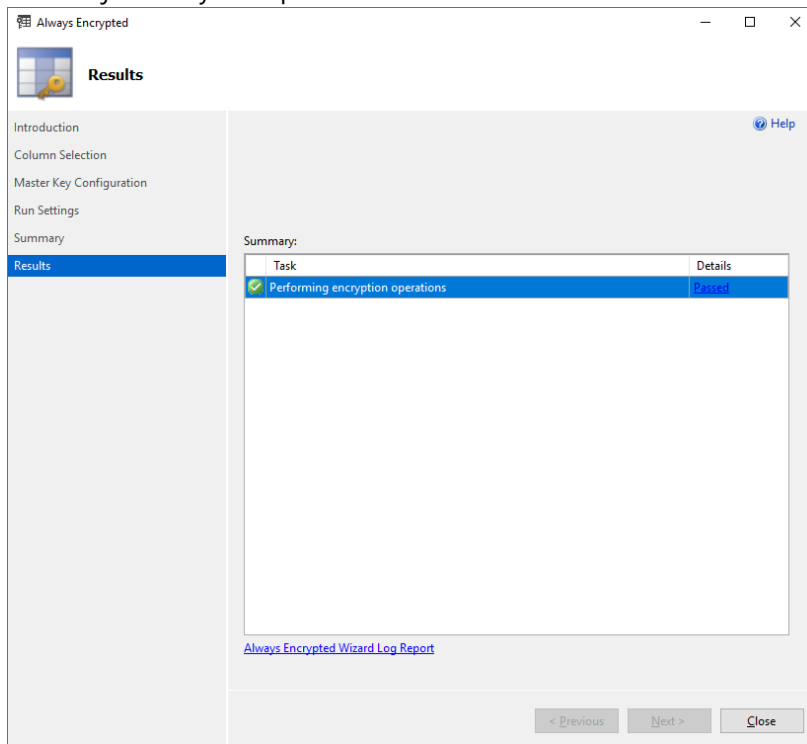 Always Encrypted
Results
Introduction
Column Selection
Master Key Configuration
Run Settings
Summary
Results
Help
Summary:
Task Details
Performing encryption operations Passed
Always Encrypted Wizard Log Report
< Previous Next > Close